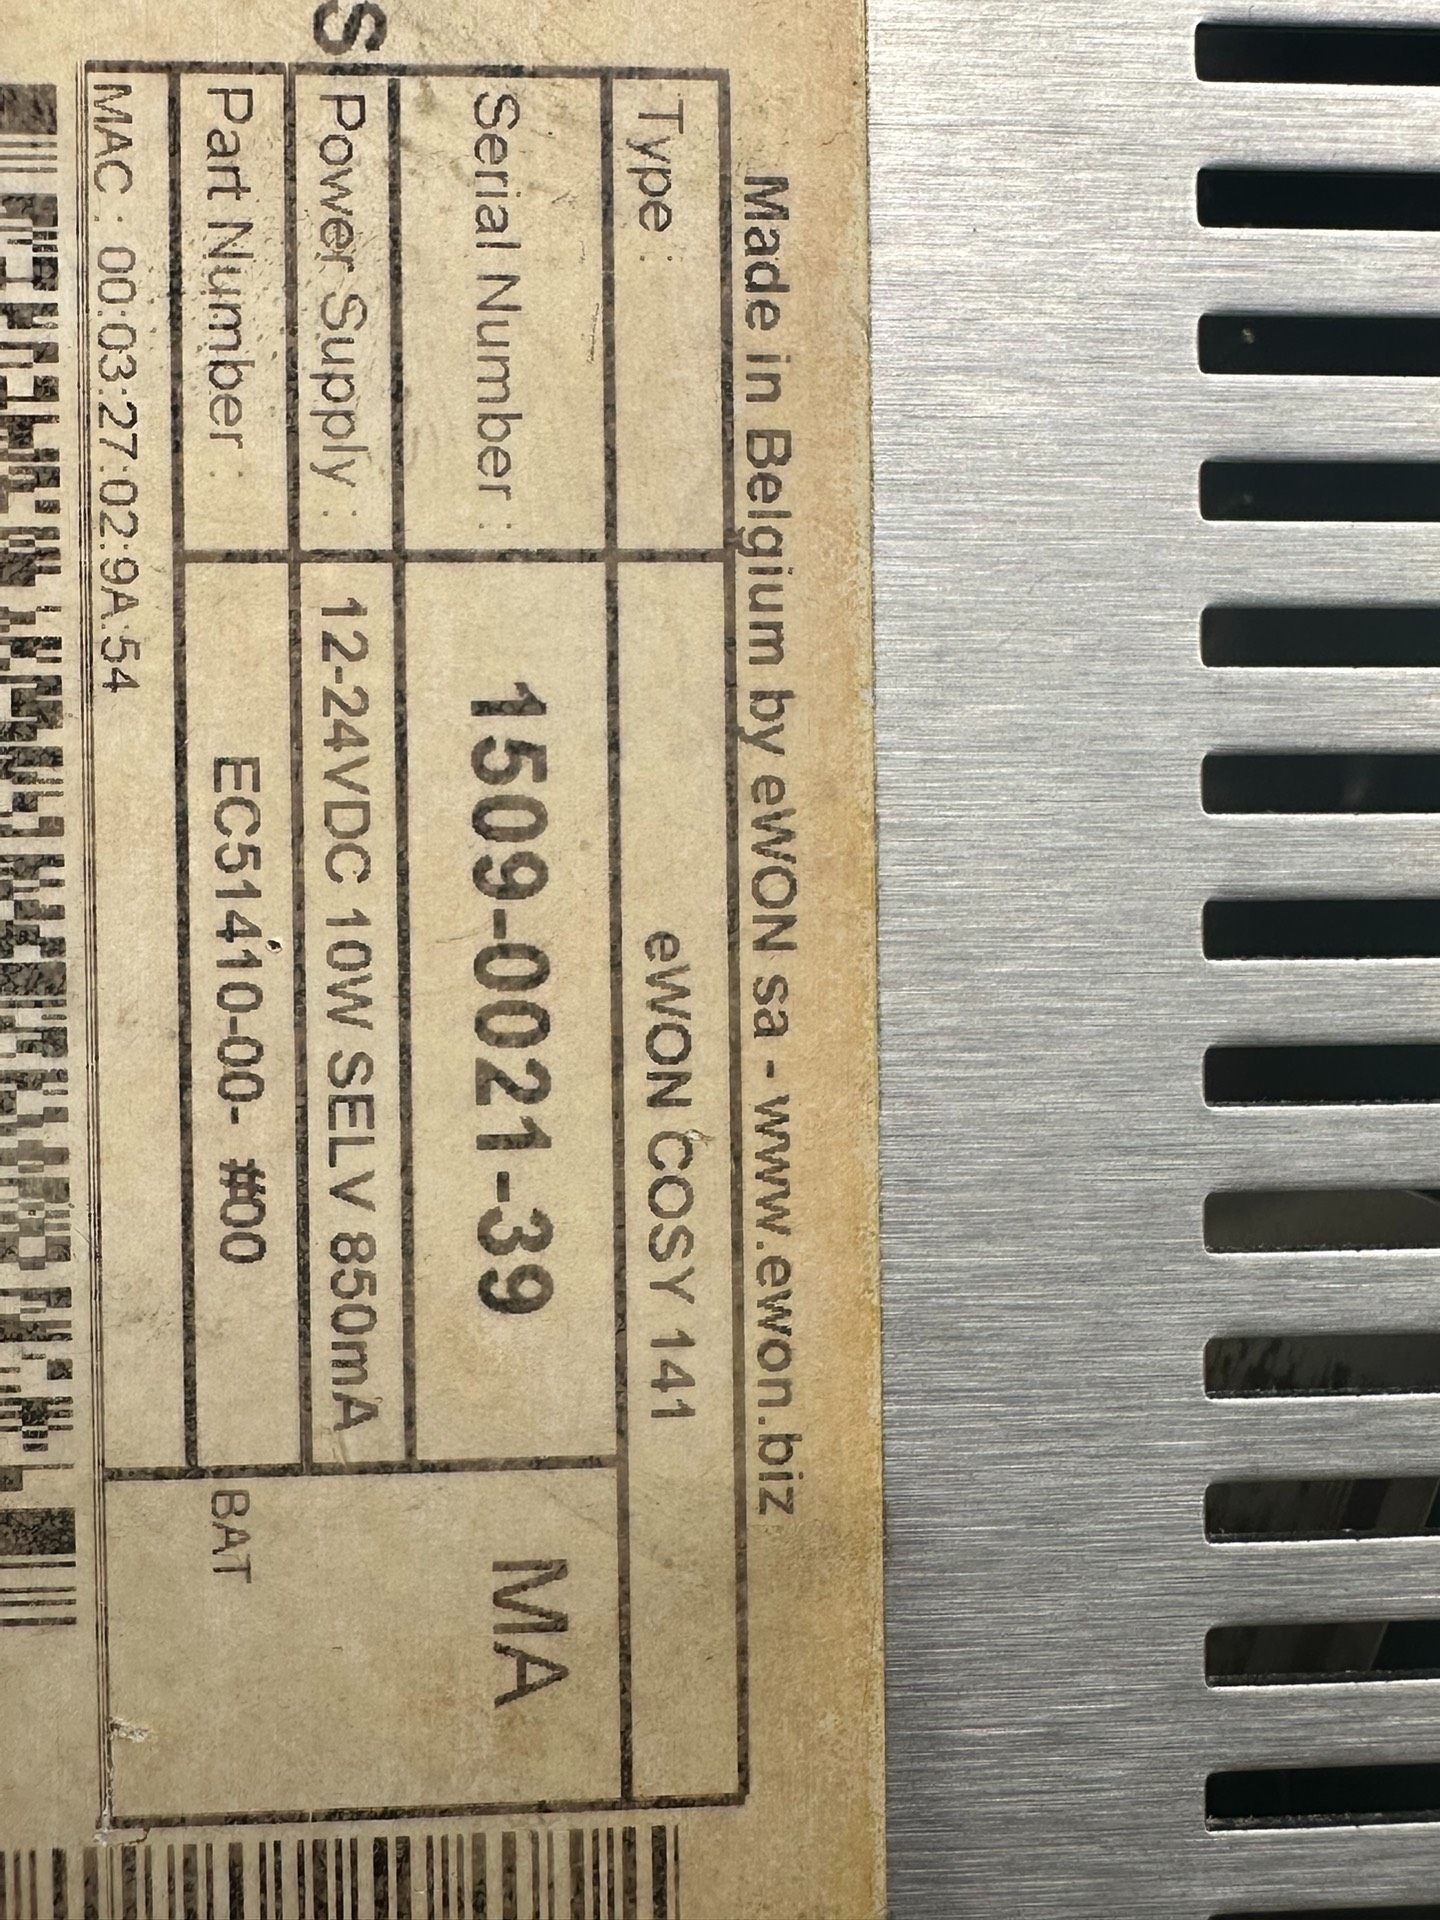 Made in Belgium by eWON sa - www.ewon.biz
Type : eWON COSY 141
Serial Number : 1509-0021-39 MA
Power Supply : 12-24VDC 10W SELV 850mA
Part Number : EC51410-00- #00 BAT
MAC : 00:03:27:02:9A:54